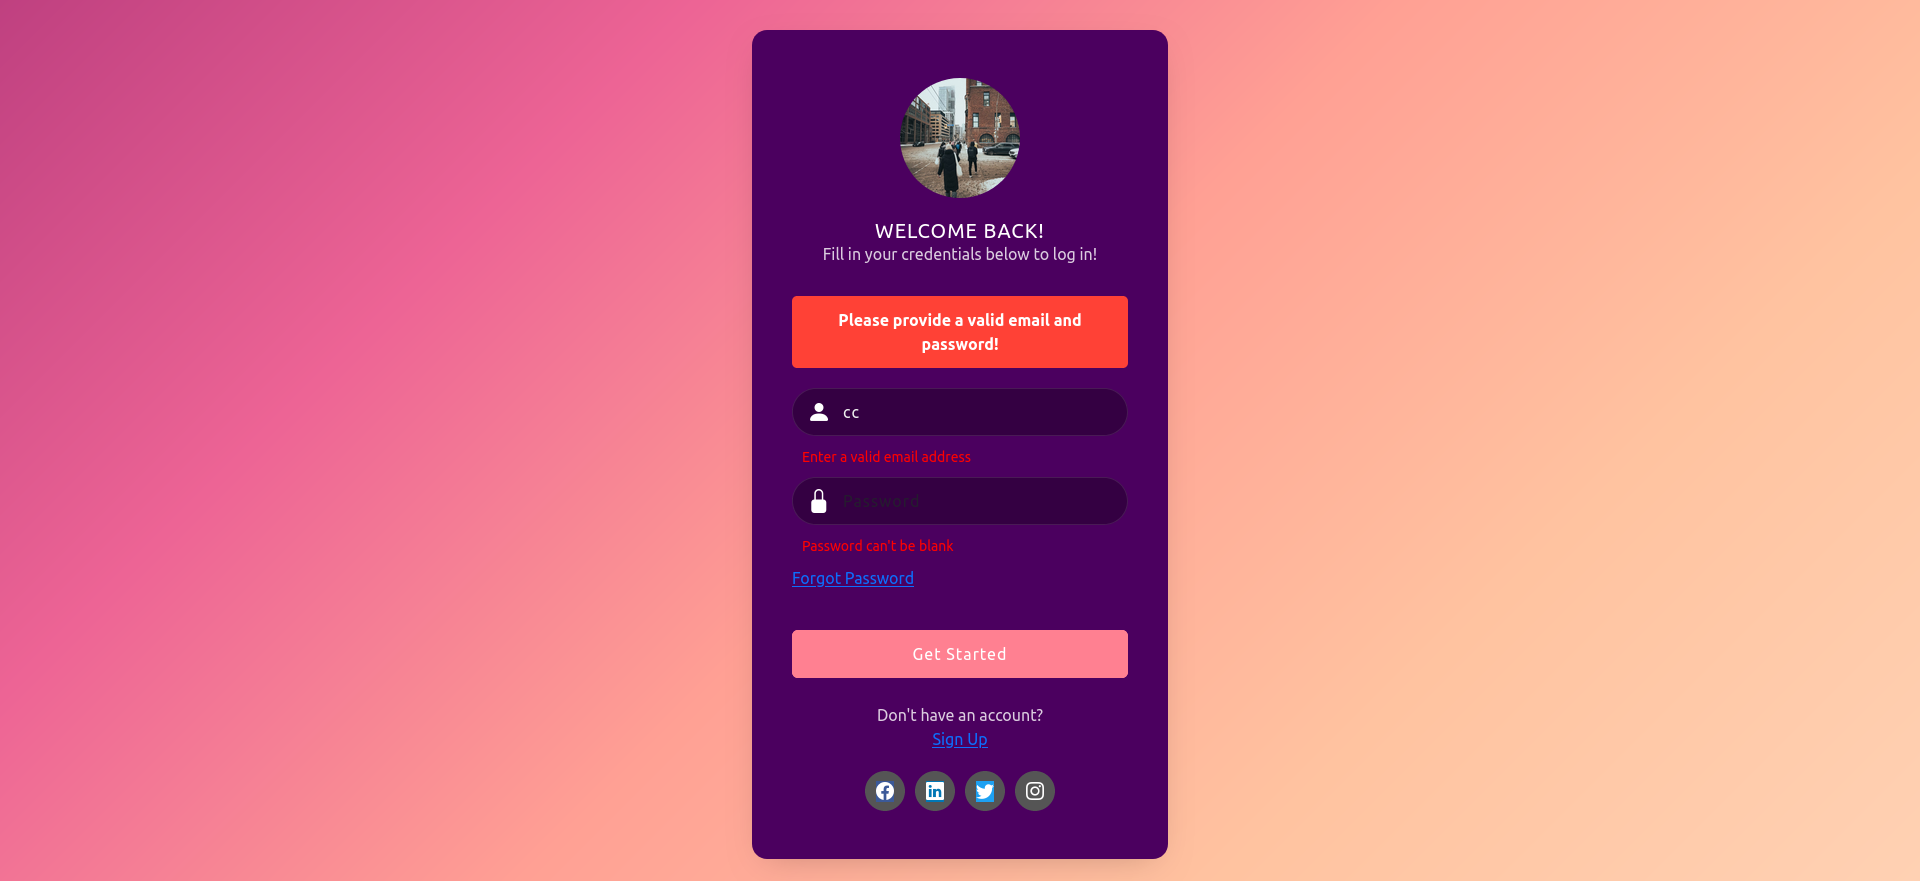 WELCOME BACK!
Fill in your credentials below to log in!
Please provide a valid email and
password!
cc
Enter a valid email address
Password
Password can't be blank
Forgot Password
Get Started
Don't have an account?
Sign Up